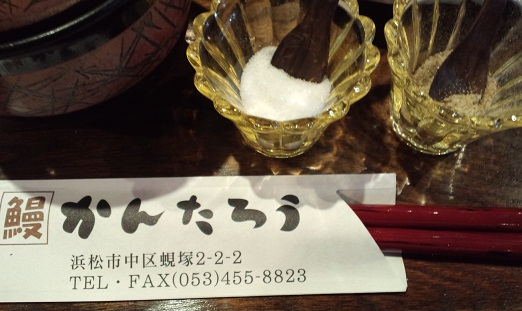 鰻 かんたろう
浜松市中区蜆塚2-2-2
TEL・FAX(053)455-8823